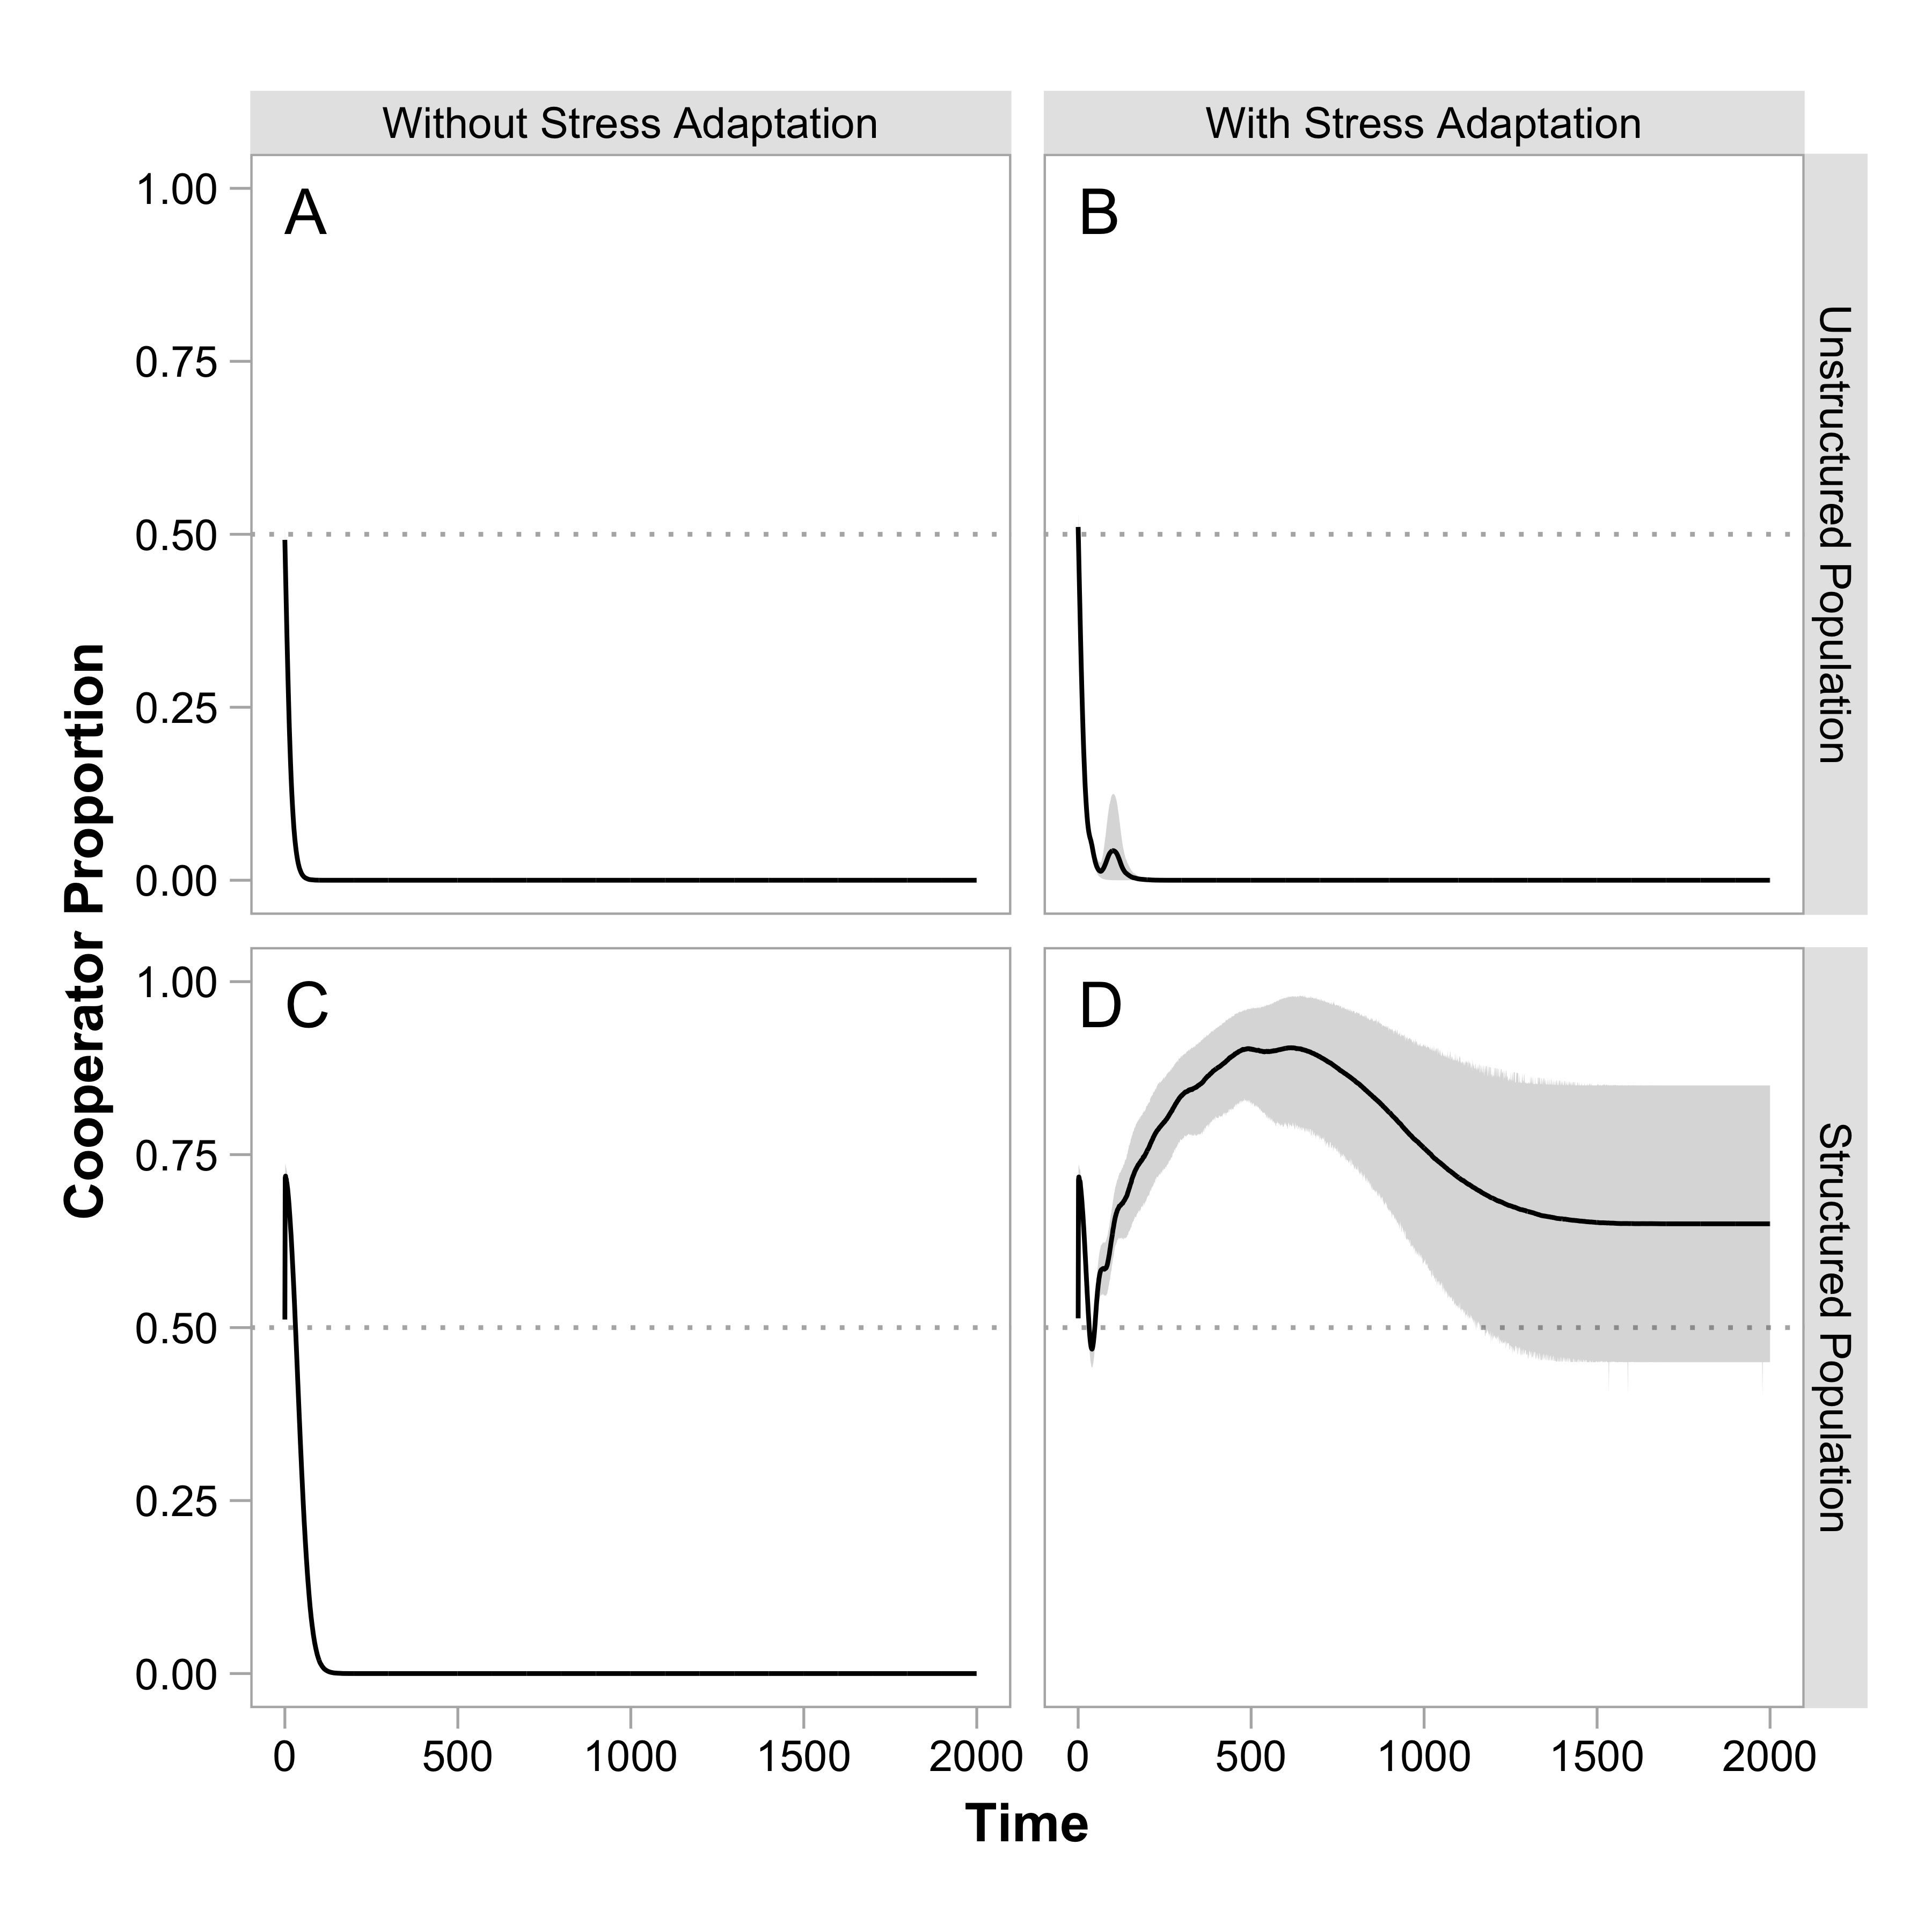 Without Stress Adaptation
With Stress Adaptation
A
B
1.00
0.75
0.50
0.25
0.00
Unstructured Population
Cooperator Proportion
C
D
1.00
0.75
0.50
0.25
0.00
Structured Population
0 500 1000 1500 2000
0 500 1000 1500 2000
Time